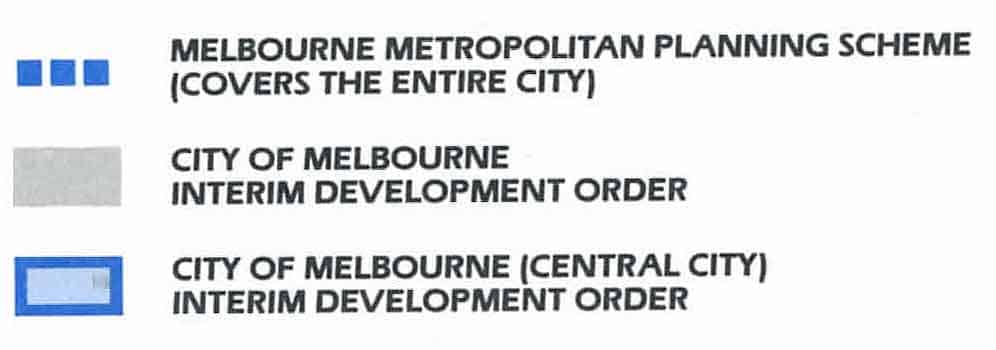 MELBOURNE METROPOLITAN PLANNING SCHEME
(COVERS THE ENTIRE CITY)
CITY OF MELBOURNE
INTERIM DEVELOPMENT ORDER
CITY OF MELBOURNE (CENTRAL CITY)
INTERIM DEVELOPMENT ORDER